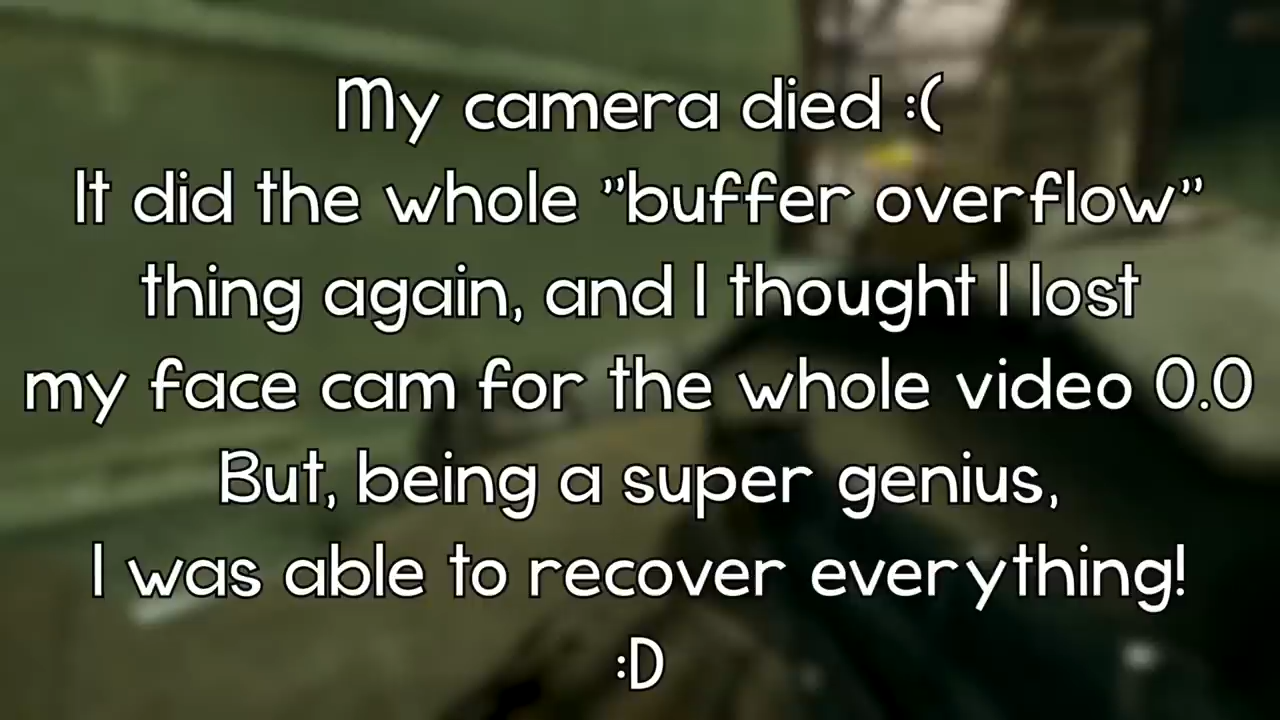 My camera died :(
It did the whole "buffer overflow"
thing again, and I thought I lost
my face cam for the whole video 0.0
But, being a super genius,
I was able to recover everything!
:D